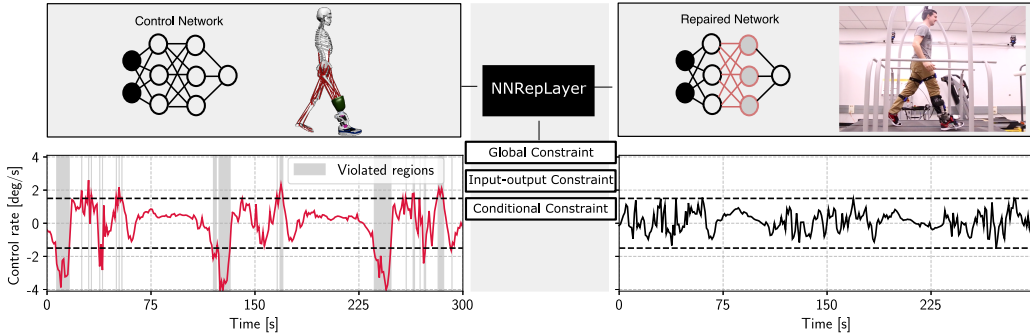 Control Network
Repaired Network
NNRepLayer
Global Constraint
Input-output Constraint
Conditional Constraint
Control rate [deg/s]
4
2
0
-2
-4
Violated regions
0
75
150
225
300
Time [s]
0
75
150
225
Time [s]